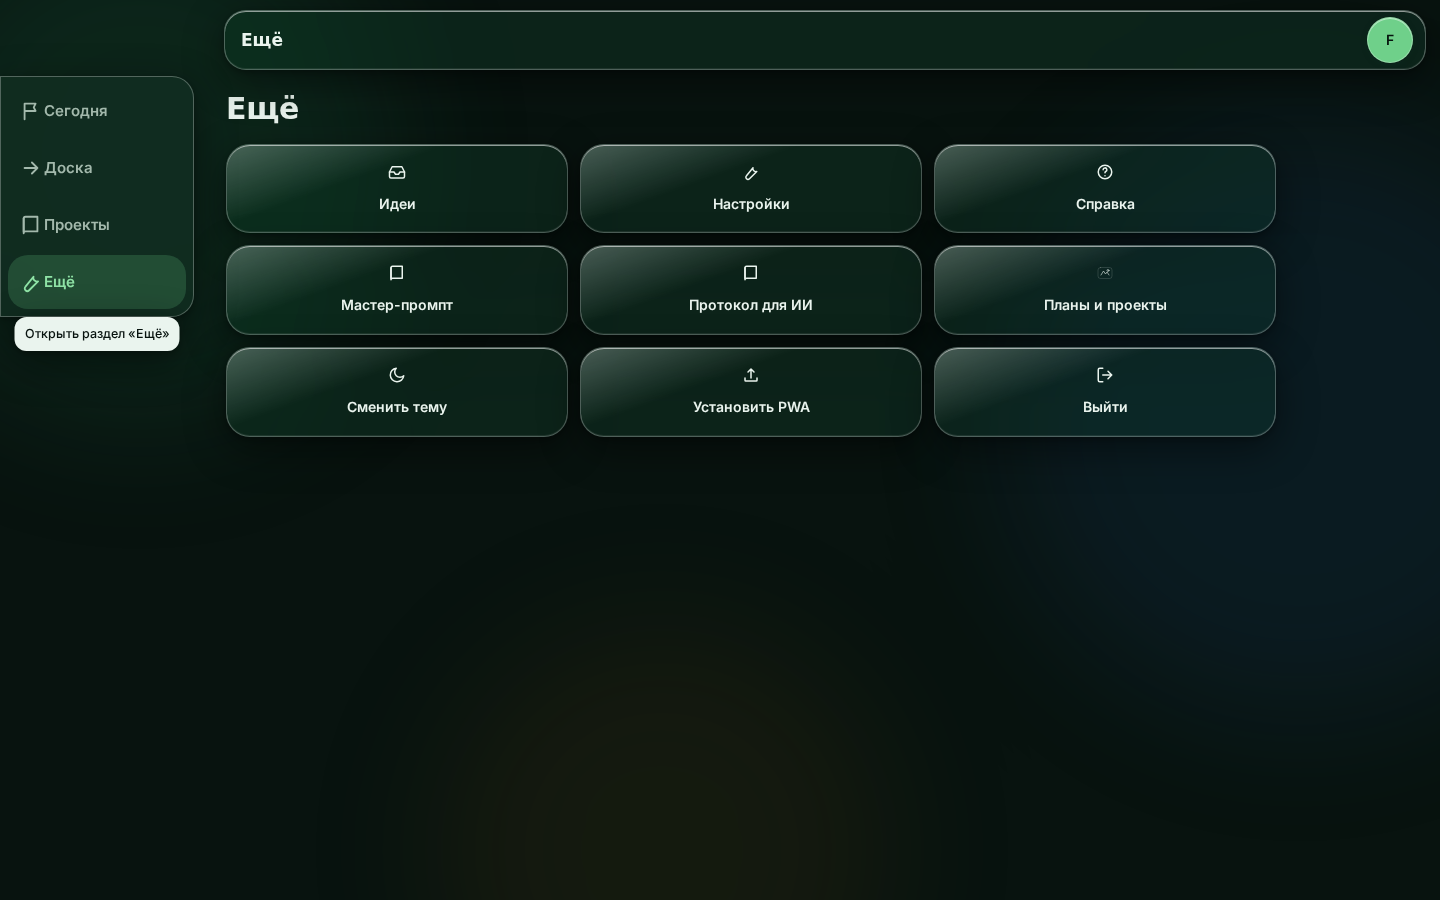 Ещё
F
Сегодня
Доска
Проекты
Ещё
Открыть раздел «Ещё»
Ещё
Идеи
Настройки
Справка
Мастер-промпт
Протокол для ИИ
Планы и проекты
Сменить тему
Установить PWA
Выйти